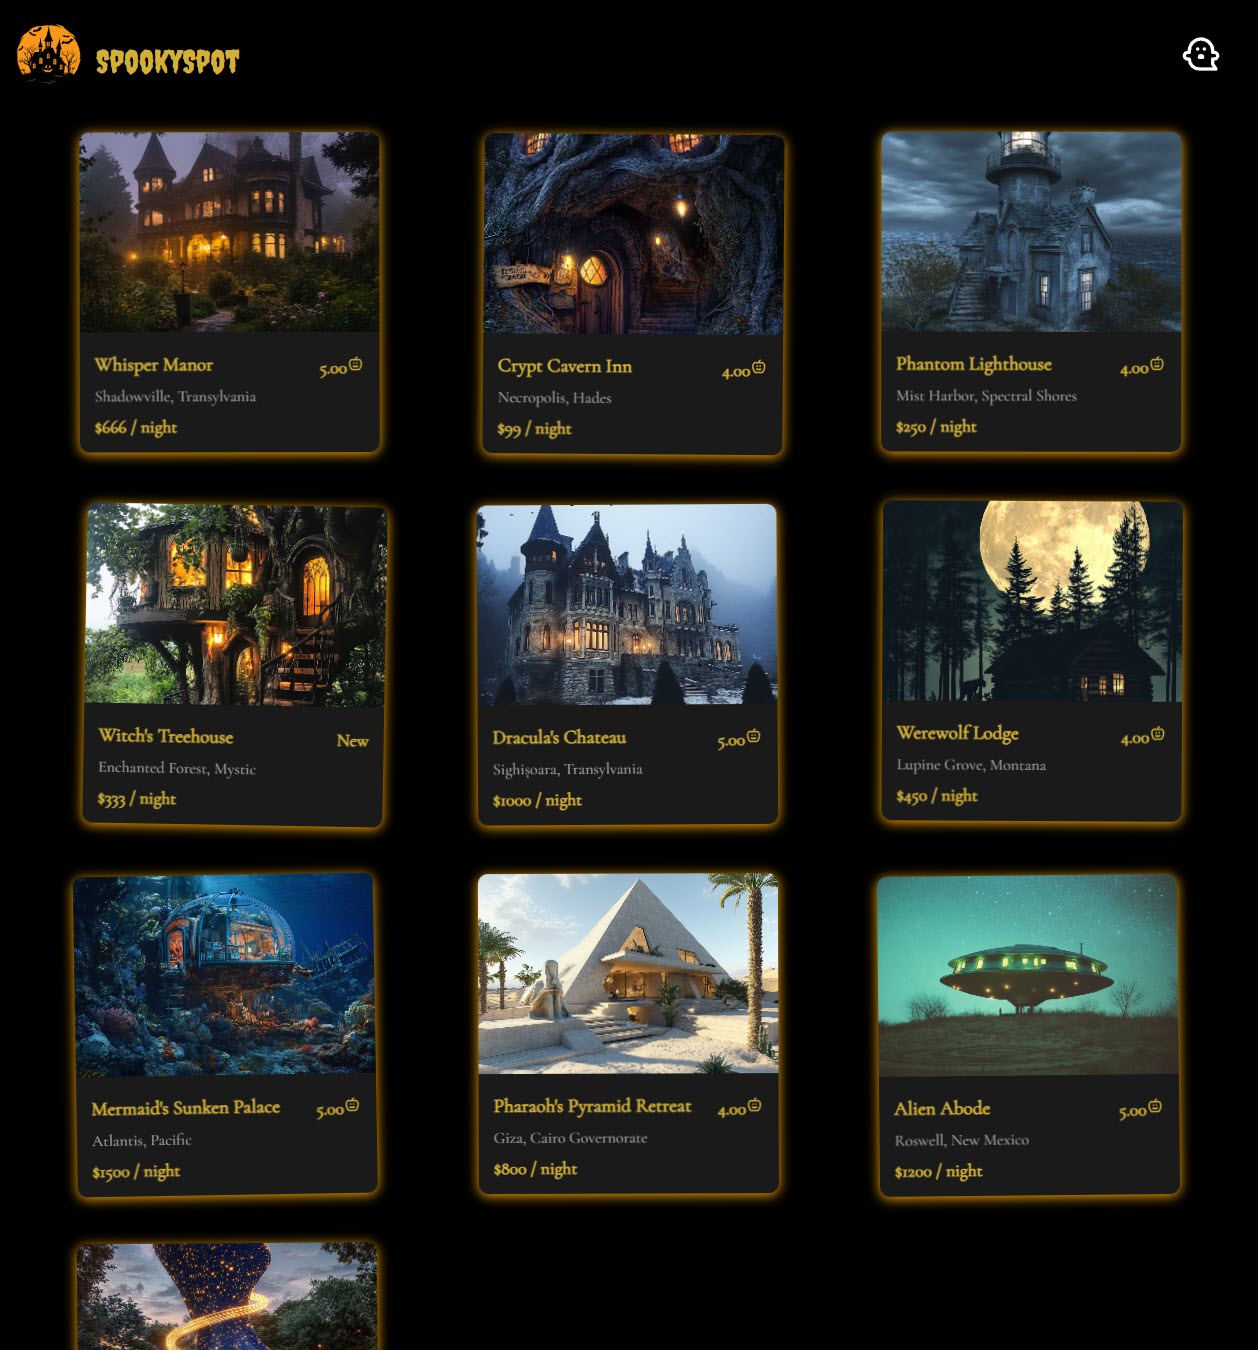 SPOOKYSPOT
Whisper Manor 5.00
Shadowville, Transylvania
$666 / night
Crypt Cavern Inn 4.00
Necropolis, Hades
$99 / night
Phantom Lighthouse 4.00
Mist Harbor, Spectral Shores
$250 / night
Witch's Treehouse New
Enchanted Forest, Mystic
$333 / night
Dracula's Chateau 5.00
Sighișoara, Transylvania
$1000 / night
Werewolf Lodge 4.00
Lupine Grove, Montana
$450 / night
Mermaid's Sunken Palace 5.00
Atlantis, Pacific
$1500 / night
Pharaoh's Pyramid Retreat 4.00
Giza, Cairo Governorate
$800 / night
Alien Abode 5.00
Roswell, New Mexico
$1200 / night